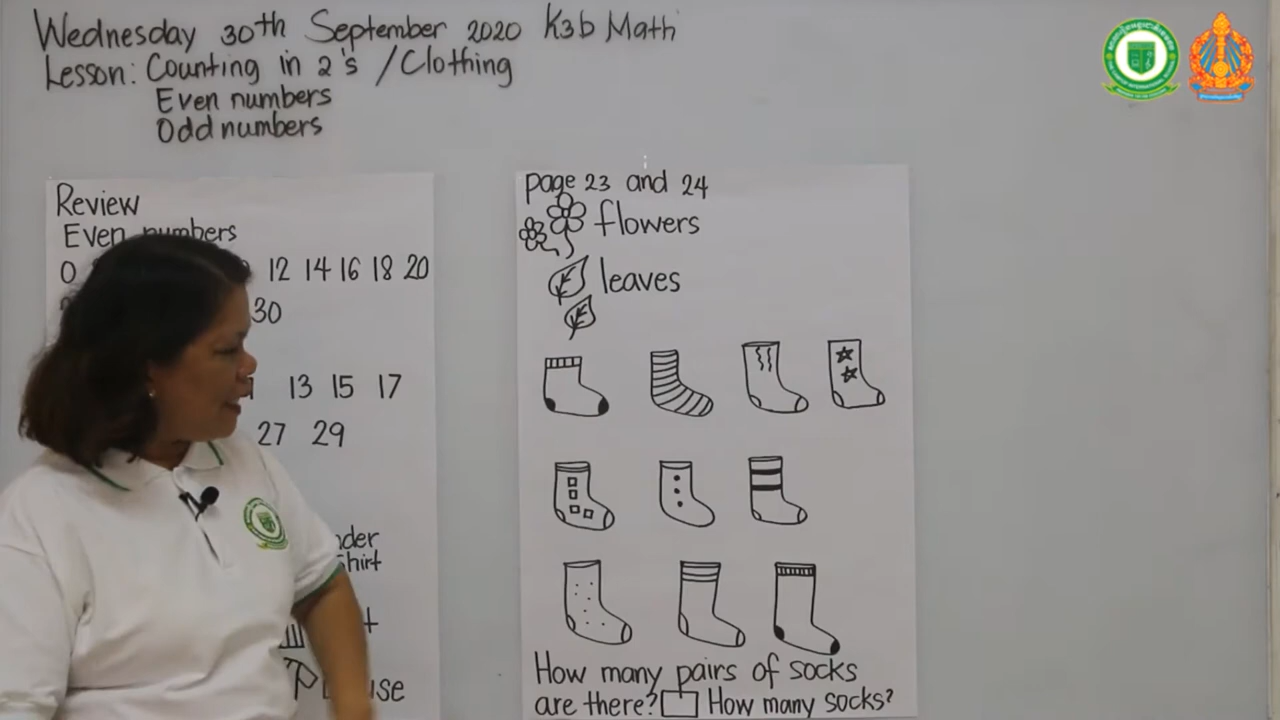 Wednesday 30th September 2020 K3b Math
Lesson: Counting in 2's /Clothing
Even numbers
Odd numbers
Review
Even numbers
0 12 14 16 18 20
30
13 15 17
27 29
page 23 and 24
flowers
leaves
How many pairs of socks
are there? How many socks?